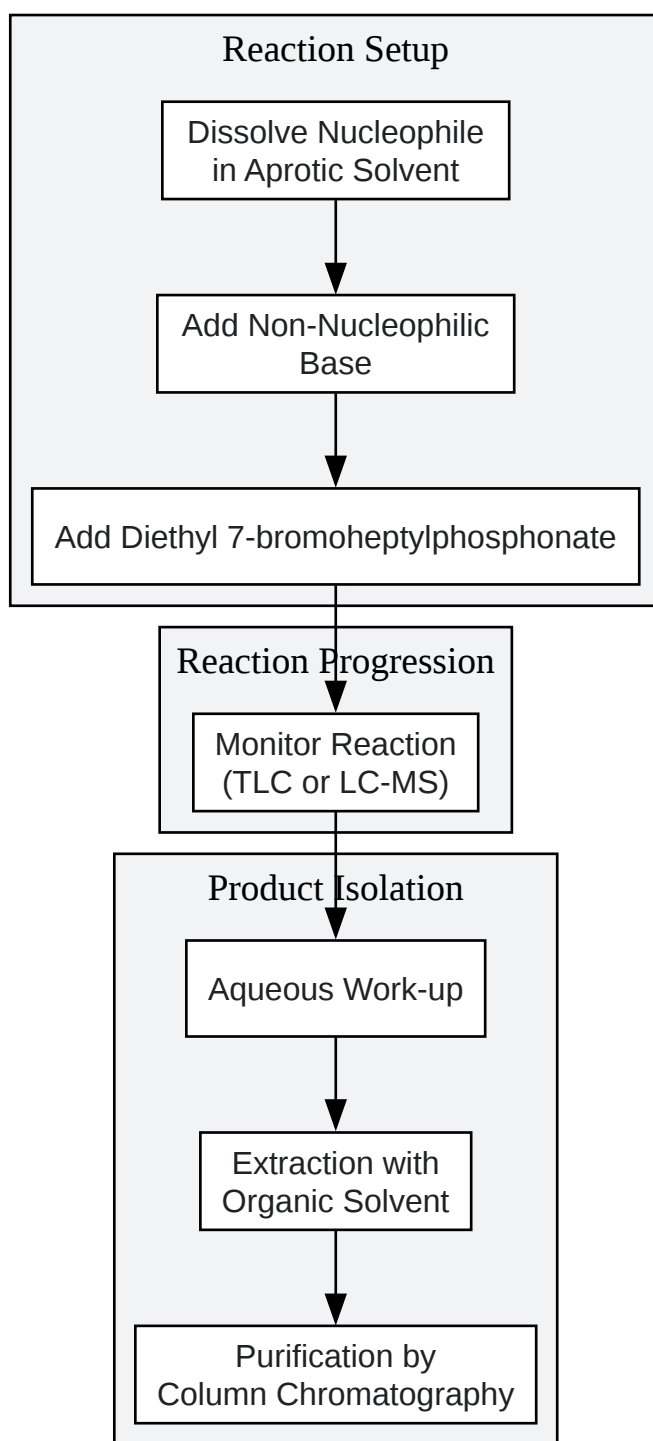 Reaction Setup
Dissolve Nucleophile
in Aprotic Solvent
Add Non-Nucleophilic
Base
Add Diethyl 7-bromoheptylphosphonate
Reaction Progression
Monitor Reaction
(TLC or LC-MS)
Product Isolation
Aqueous Work-up
Extraction with
Organic Solvent
Purification by
Column Chromatography